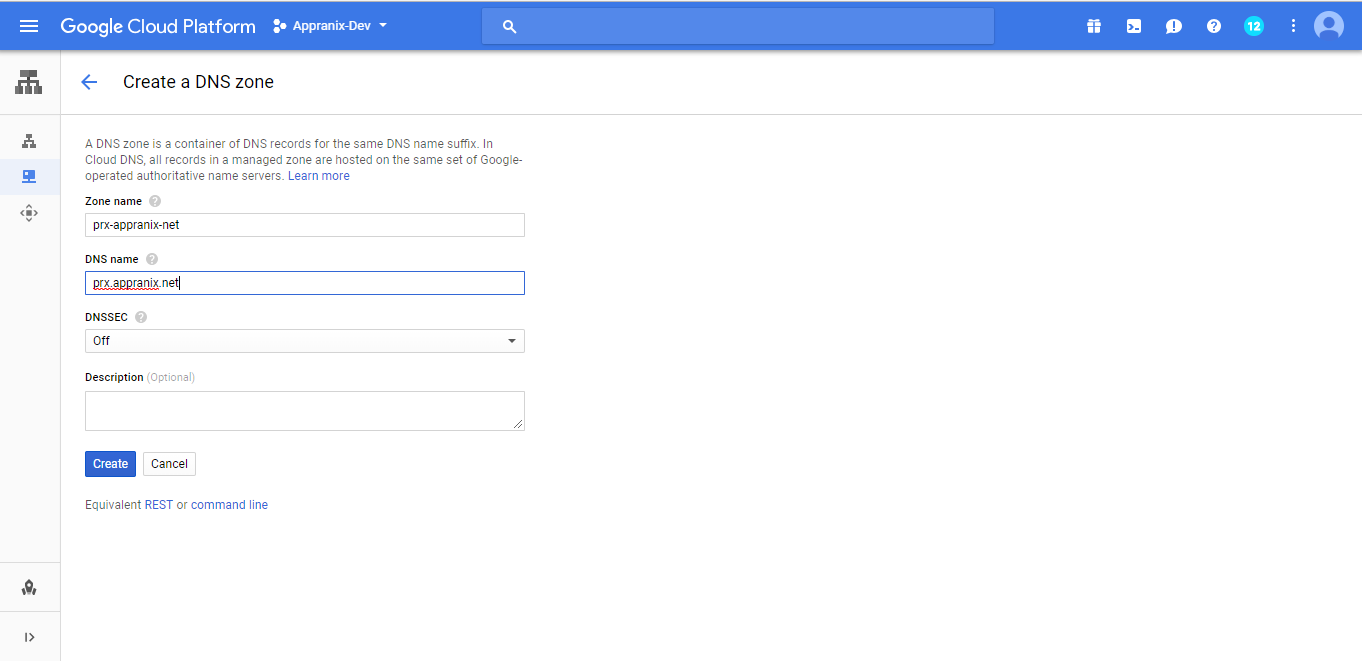 Google Cloud Platform Appranix-Dev 12
Create a DNS zone
A DNS zone is a container of DNS records for the same DNS name suffix. In
Cloud DNS, all records in a managed zone are hosted on the same set of Google-
operated authoritative name servers. Learn more
Zone name
prx-appranix-net
DNS name
prx.appranix.net
DNSSEC
Off
Description (Optional)
Create Cancel
Equivalent REST or command line